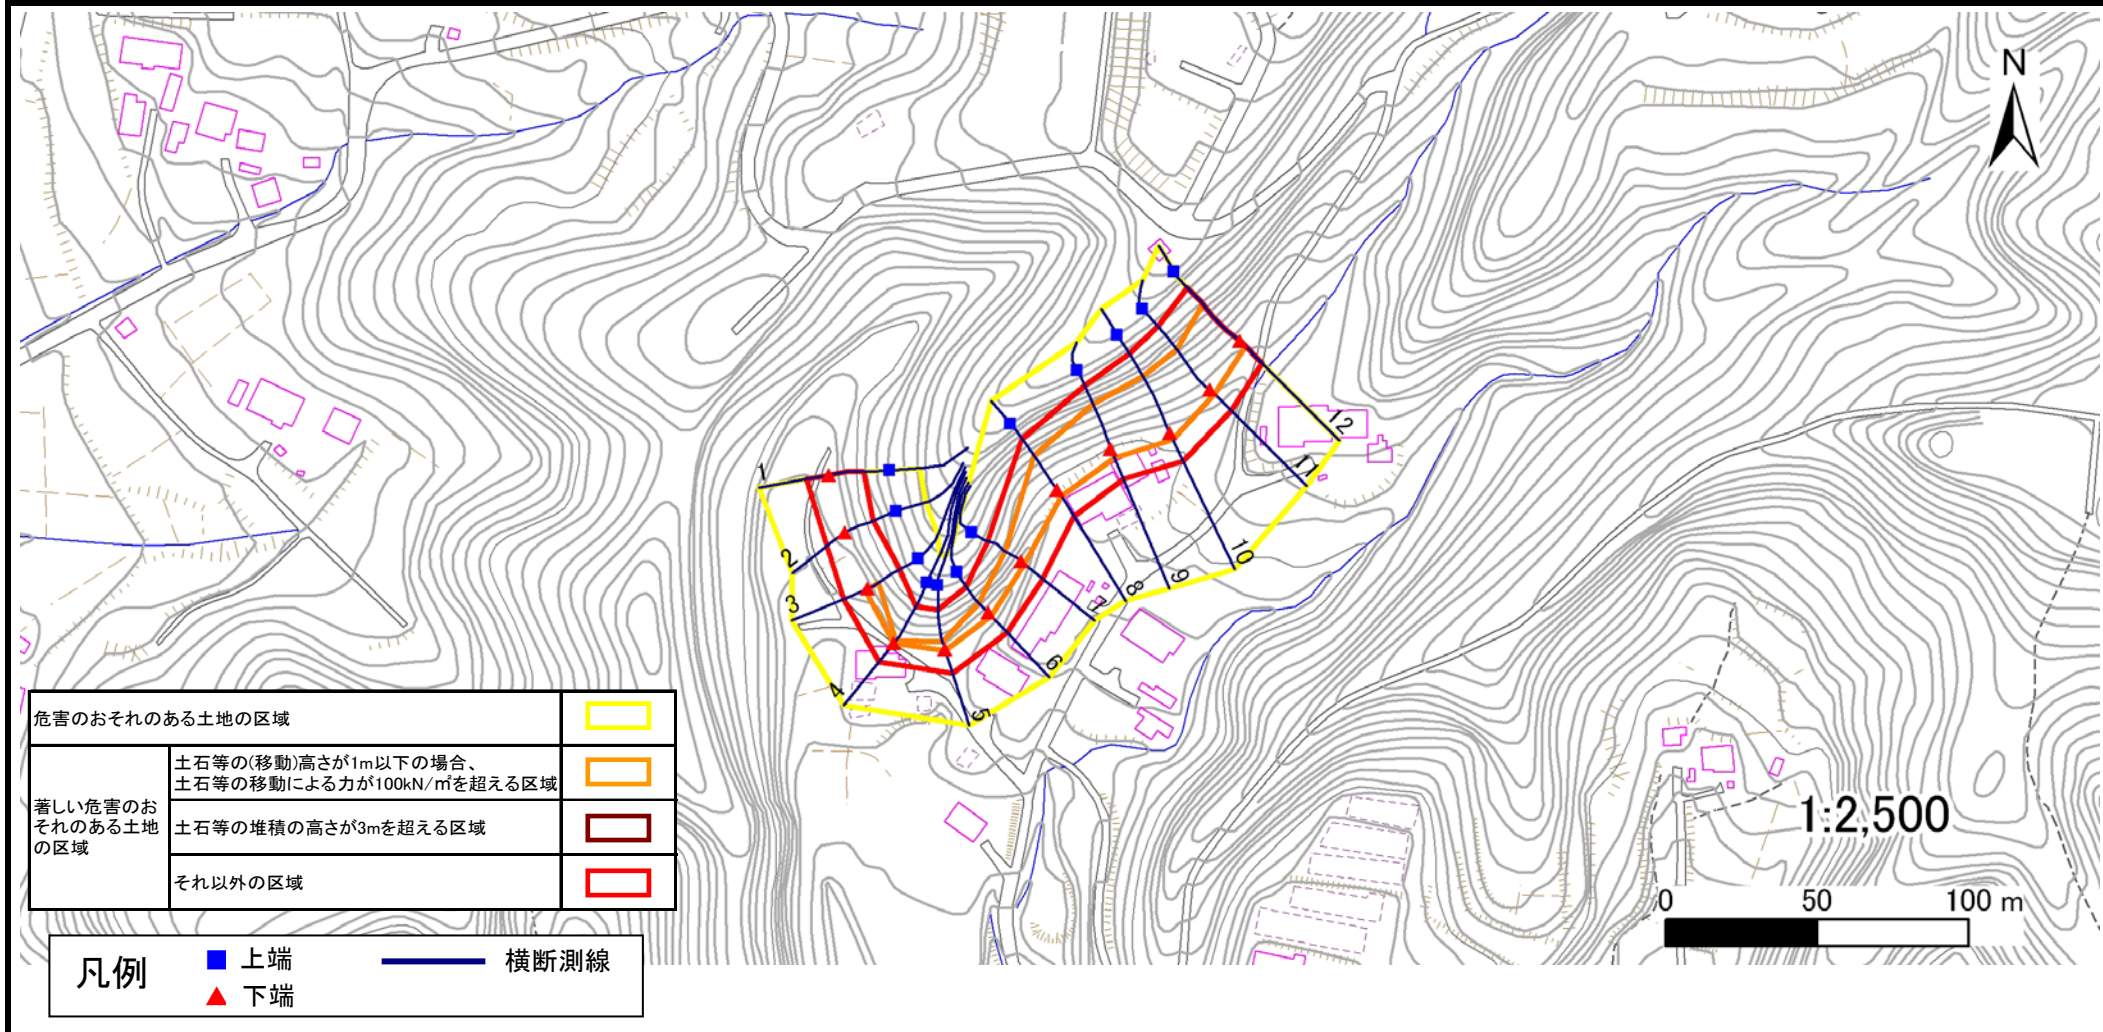 N
1
2
3
4
5
6
7
8
9
10
11
12
危害のおそれのある土地の区域
著しい危害のお
それのある土地
の区域
土石等の(移動)高さが1m以下の場合、
土石等の移動による力が100kN/㎡を超える区域
土石等の堆積の高さが3mを超える区域
それ以外の区域
凡例
上端
下端
横断測線
1:2,500
0 50 100 m